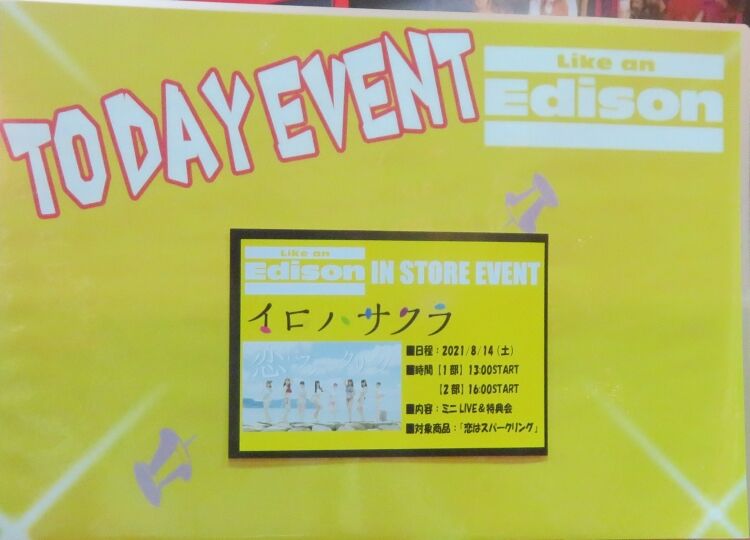 TODAY EVENT
Like an
Edison
Like an
Edison IN STORE EVENT
イロハサクラ
■日程：2021/8/14（土）
■時間【1部】13:00START
【2部】16:00START
■内容：ミニLIVE＆特典会
■対象商品：「恋はスパークリング」